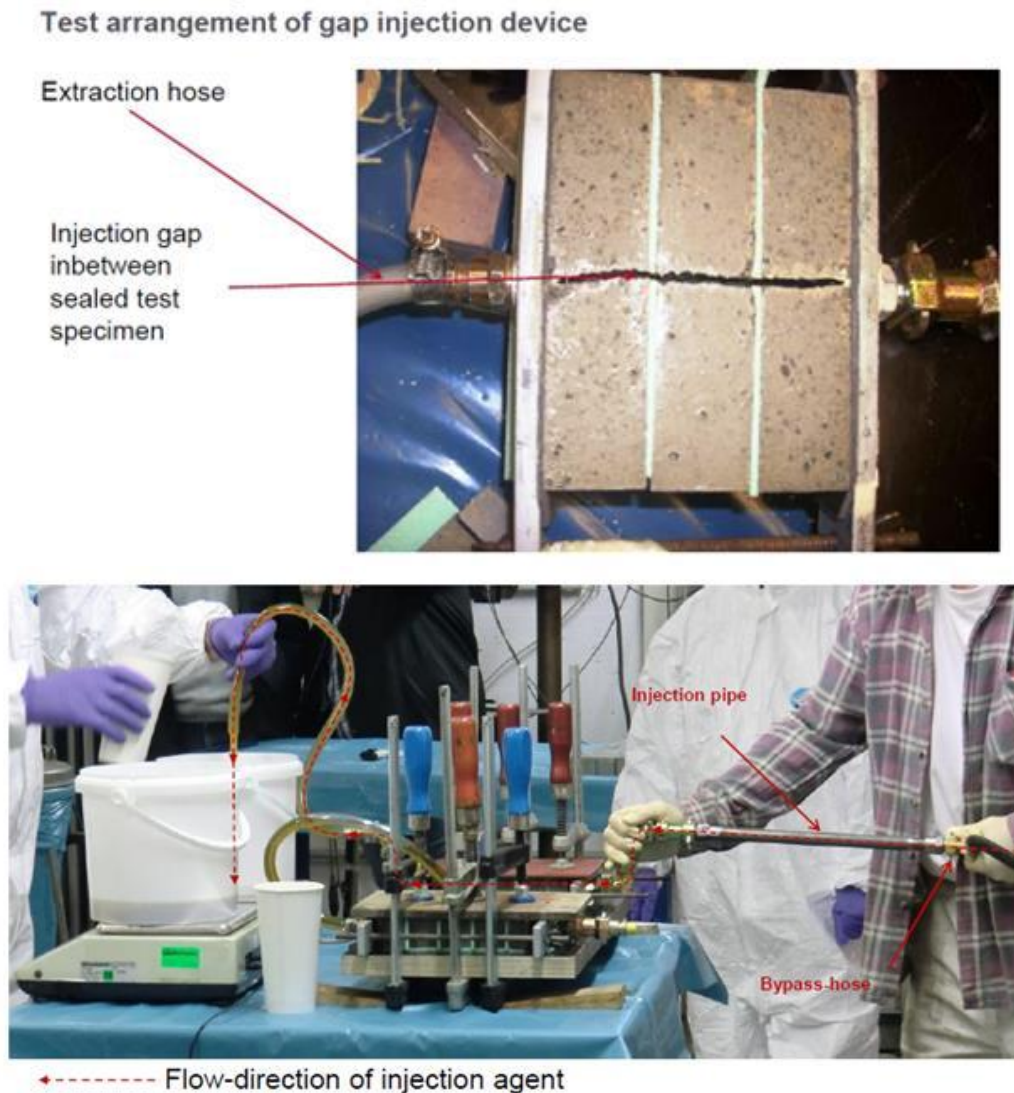 Test arrangement of gap injection device
Extraction hose
Injection gap
inbetween
sealed test
specimen
Injection pipe
Bypass-hose
Flow-direction of injection agent